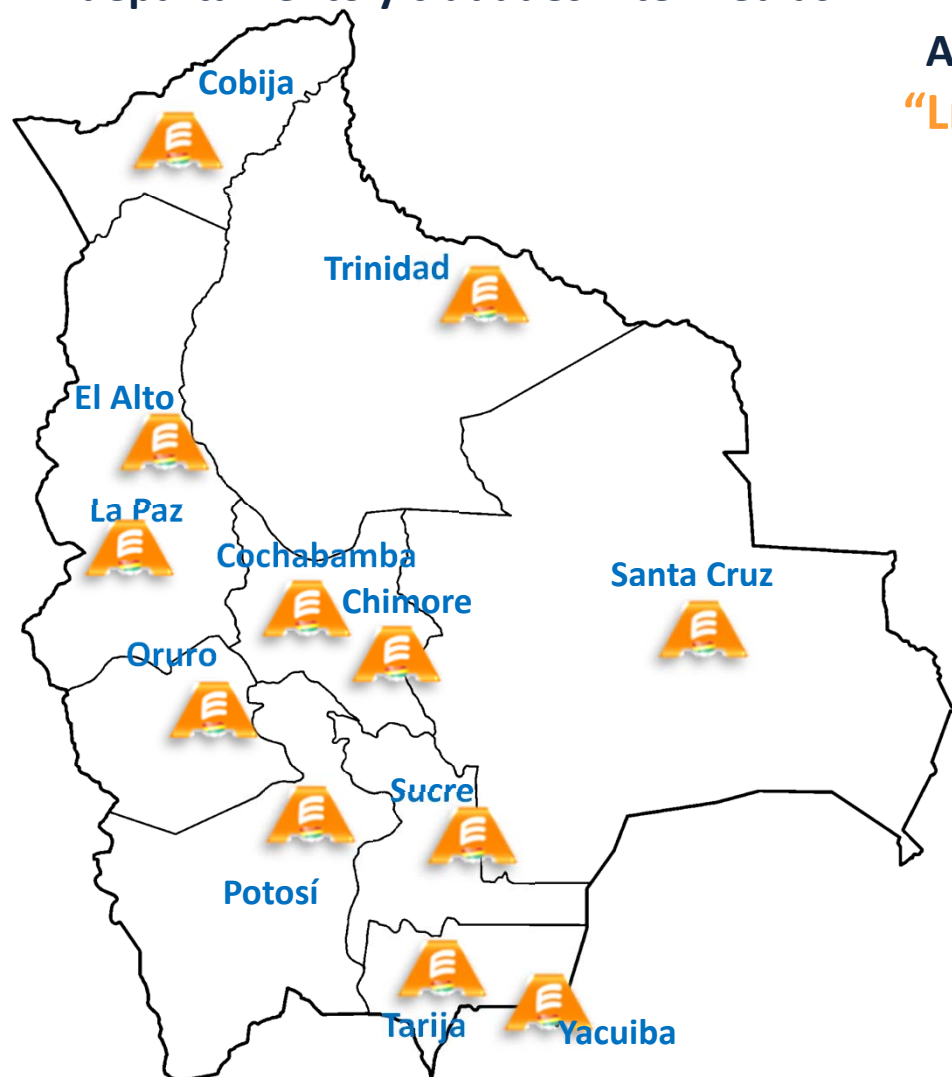 Cobija
Trinidad
El Alto
La Paz
Cochabamba
Santa Cruz
Chimore
Oruro
Sucre
Potosí
Tarija
Yacuiba